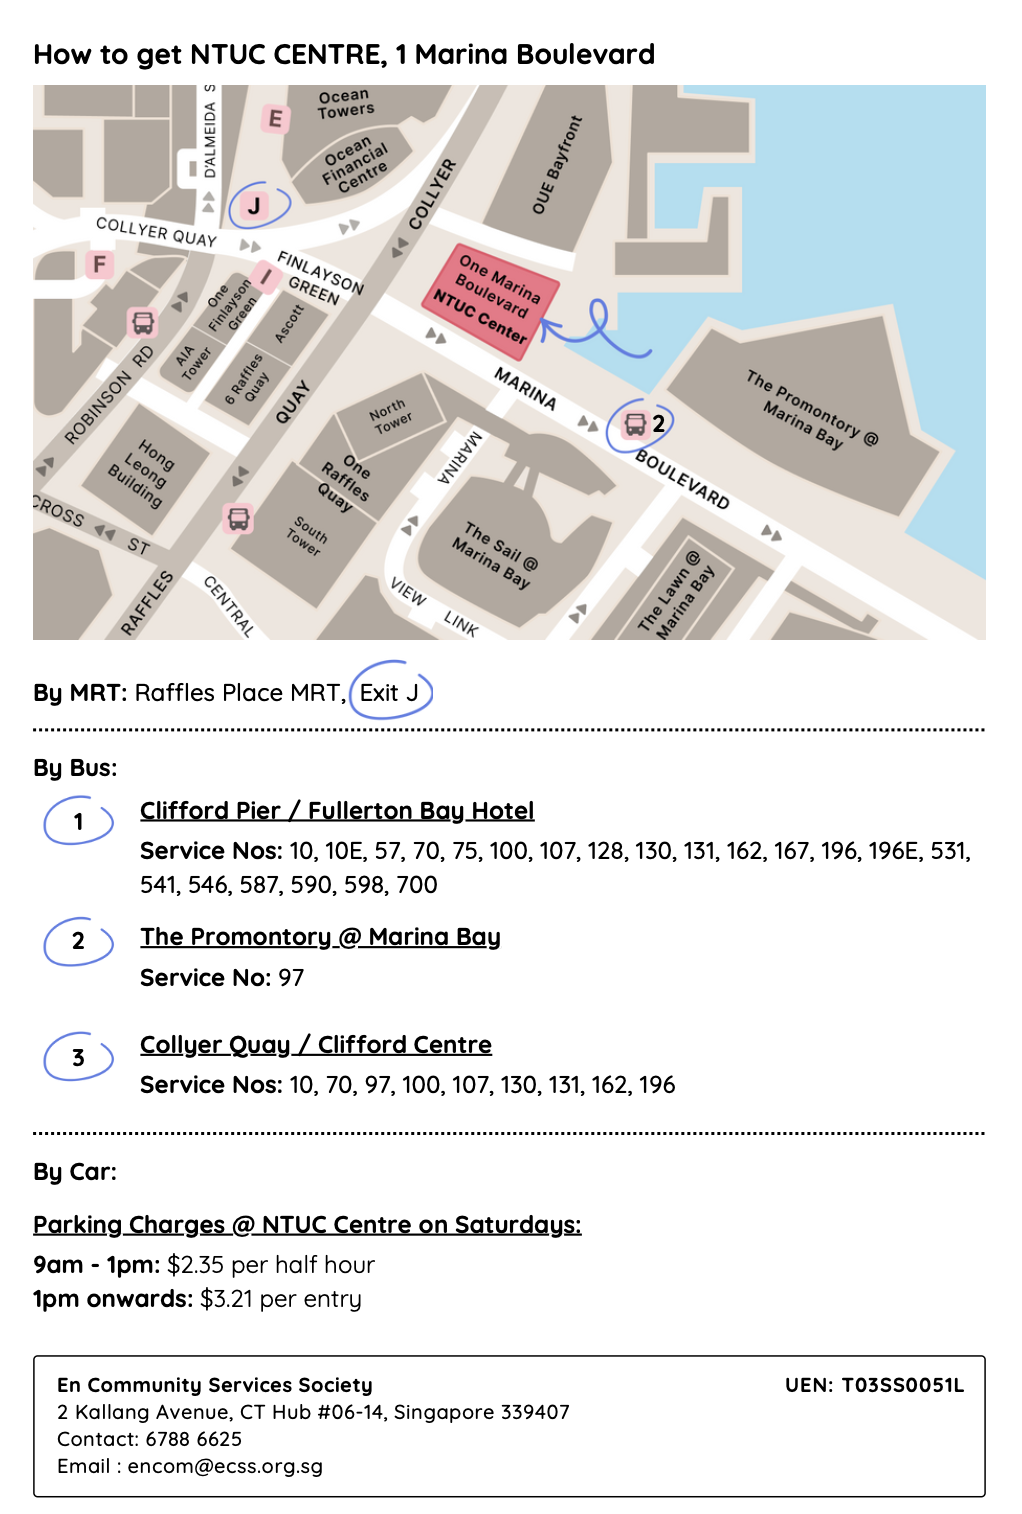 How to get NTUC CENTRE, 1 Marina Boulevard
D'ALMEIDA S
E
Ocean
Towers
Ocean
Financial
Centre
OUE Bayfront
COLLYER
J
COLLYER QUAY
F
I
FINLAYSON
GREEN
One Marina
Boulevard
NTUC Center
One
Finlayson
Green
Ascott
AIA
Tower
6 Raffles
Quay
ROBINSON RD
QUAY
MARINA
The Promontory @
Marina Bay
2
BOULEVARD
North
Tower
One
Raffles
Quay
South
Tower
MARINA
Hong
Leong
Building
CROSS
ST
The Sail @
Marina Bay
The Lawn @
Marina Bay
RAFFLES
CENTRAL
VIEW
LINK
By MRT: Raffles Place MRT, Exit J
By Bus:
1
Clifford Pier / Fullerton Bay Hotel
Service Nos: 10, 10E, 57, 70, 75, 100, 107, 128, 130, 131, 162, 167, 196, 196E, 531,
541, 546, 587, 590, 598, 700
2
The Promontory @ Marina Bay
Service No: 97
3
Collyer Quay / Clifford Centre
Service Nos: 10, 70, 97, 100, 107, 130, 131, 162, 196
By Car:
Parking Charges @ NTUC Centre on Saturdays:
9am - 1pm: $2.35 per half hour
1pm onwards: $3.21 per entry
En Community Services Society
UEN: T03SS0051L
2 Kallang Avenue, CT Hub #06-14, Singapore 339407
Contact: 6788 6625
Email : encom@ecss.org.sg